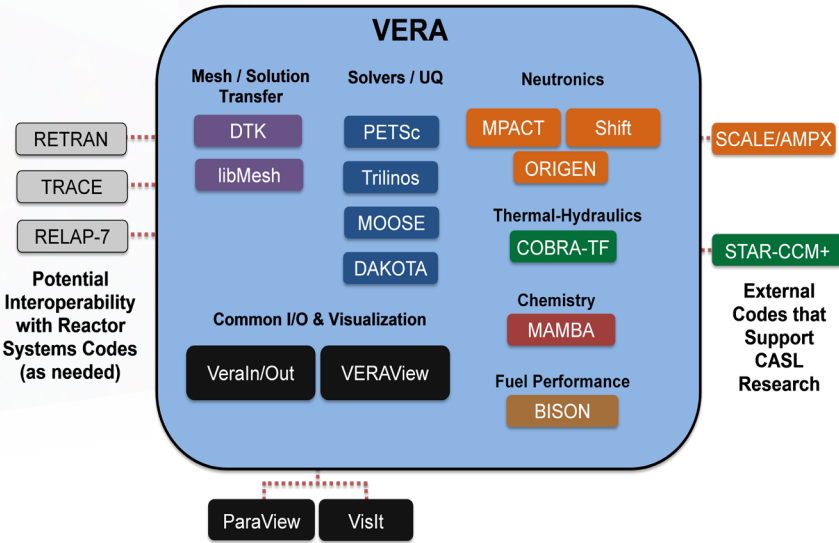 VERA
Mesh / Solution
Transfer
DTK
libMesh
Solvers / UQ
PETSc
Trilinos
MOOSE
DAKOTA
Neutronics
MPACT
Shift
ORIGEN
Thermal-Hydraulics
COBRA-TF
Chemistry
MAMBA
Fuel Performance
BISON
Common I/O & Visualization
VeraIn/Out
VERAView
RETRAN
TRACE
RELAP-7
Potential
Interoperability
with Reactor
Systems Codes
(as needed)
SCALE/AMPX
STAR-CCM+
External
Codes that
Support
CASL
Research
ParaView
VisIt